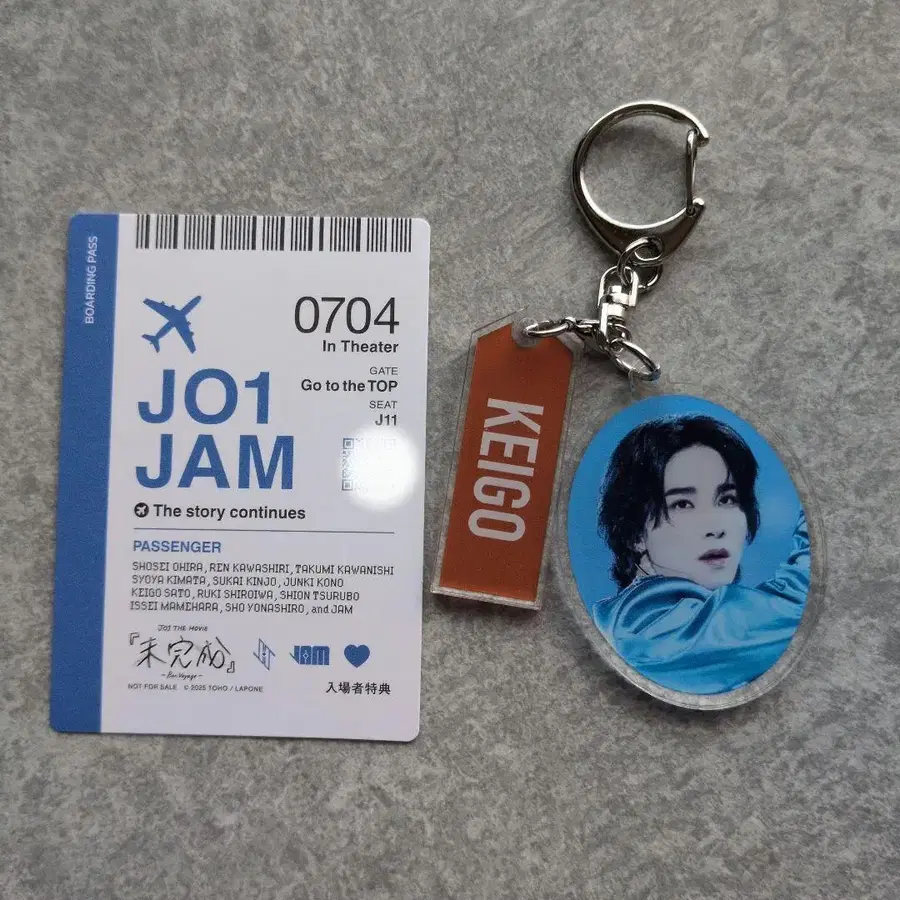 BOARDING PASS
0704
In Theater
GATE
Go to the TOP
SEAT
J11
JO1
JAM
The story continues
PASSENGER
SHOSEI OHIRA, REN KAWASHIRI, TAKUMI KAWANISHI
SYOYA KIMATA, SUKAI KINJO, JUNKI KONO
KEIGO SATO, RUKI SHIROIWA, SHION TSURUBO
ISSEI MAMEHARA, SHO YONASHIRO, and JAM
JO1 THE MOVIE
『未完成』
-Bon Voyage-
JAM
NOT FOR SALE © 2025 TOHO / LAPONE
入場者特典
KEIGO